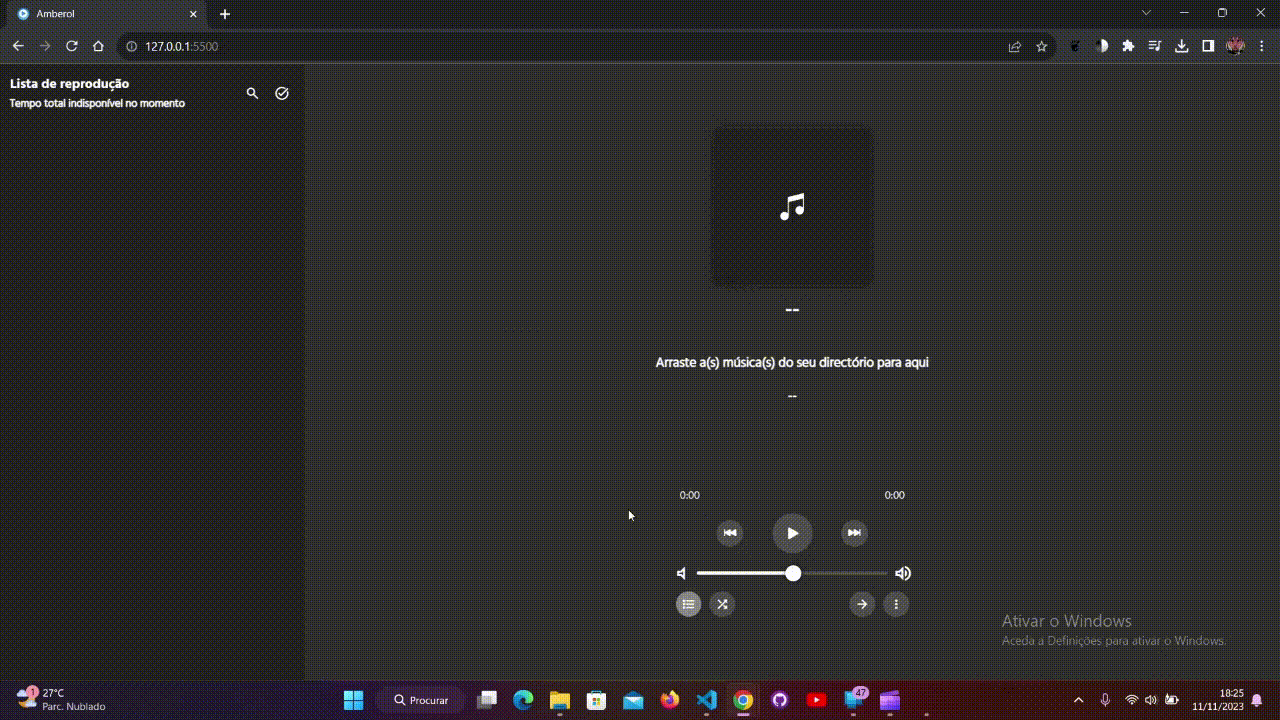 Amberol
127.0.0.1:5500
Lista de reprodução
Tempo total indisponível no momento
--
Arraste a(s) música(s) do seu directório para aqui
--
0:00
0:00
Ativar o Windows
Aceda a Definições para ativar o Windows.
1
27°C
Parc. Nublado
Procurar
47
18:25
11/11/2023